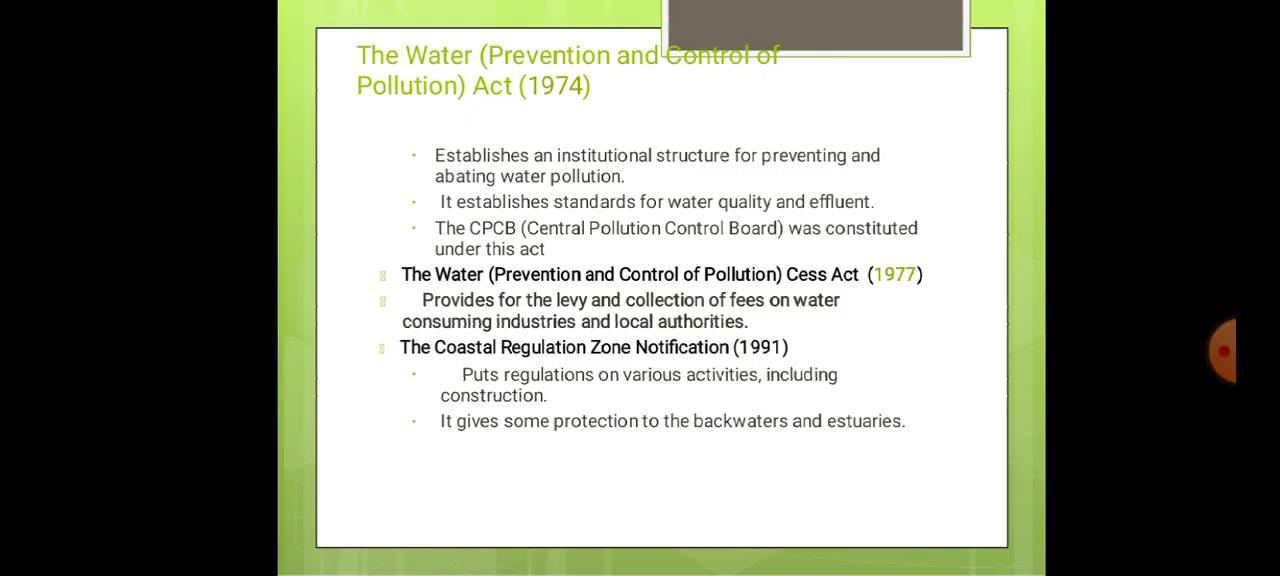 The Water (Prevention and Control of
Pollution) Act (1974)
Establishes an institutional structure for preventing and
abating water pollution.
It establishes standards for water quality and effluent.
The CPCB (Central Pollution Control Board) was constituted
under this act
The Water (Prevention and Control of Pollution) Cess Act (1977)
Provides for the levy and collection of fees on water
consuming industries and local authorities.
The Coastal Regulation Zone Notification (1991)
Puts regulations on various activities, including
construction.
It gives some protection to the backwaters and estuaries.